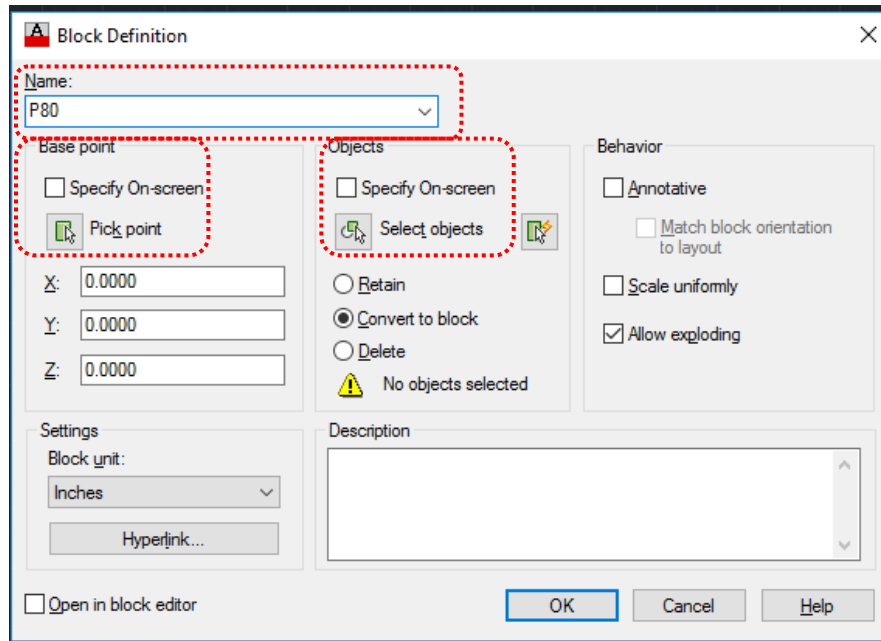 Block Definition
Name:
P80
Base point
Specify On-screen
Pick point
X: 0.0000
Y: 0.0000
Z: 0.0000
Objects
Specify On-screen
Select objects
Retain
Convert to block
Delete
No objects selected
Behavior
Annotative
Match block orientation
to layout
Scale uniformly
Allow exploding
Settings
Block unit:
Inches
Hyperlink...
Description
Open in block editor
OK Cancel Help